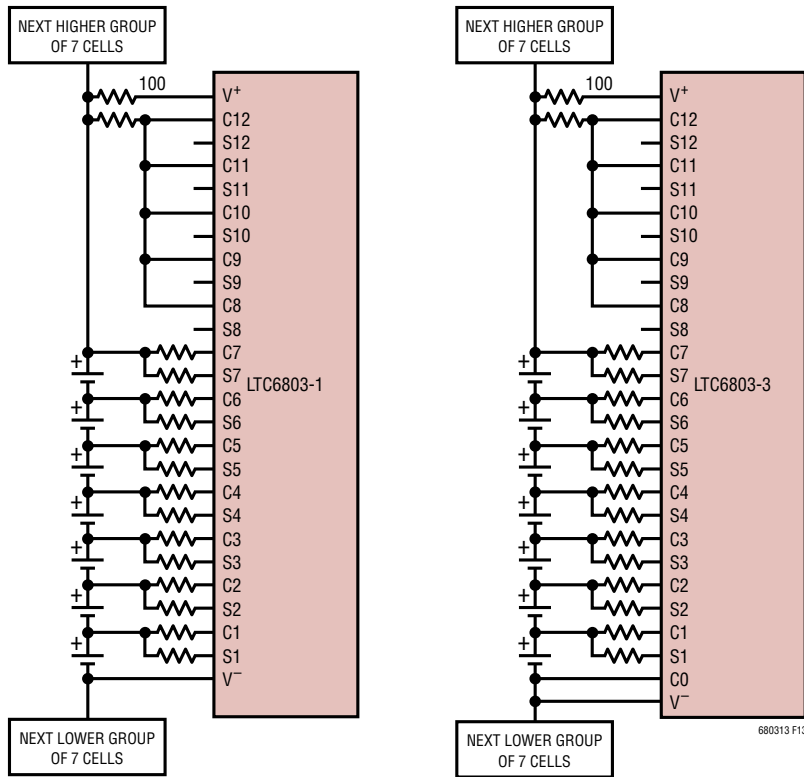 NEXT HIGHER GROUP
OF 7 CELLS
100
V+
C12
S12
C11
S11
C10
S10
C9
S9
C8
S8
+
C7
S7
LTC6803-1
+
C6
S6
+
C5
S5
+
C4
S4
+
C3
S3
+
C2
S2
+
C1
S1
V−
NEXT LOWER GROUP
OF 7 CELLS
NEXT HIGHER GROUP
OF 7 CELLS
100
V+
C12
S12
C11
S11
C10
S10
C9
S9
C8
S8
+
C7
S7
LTC6803-3
+
C6
S6
+
C5
S5
+
C4
S4
+
C3
S3
+
C2
S2
+
C1
S1
C0
V−
NEXT LOWER GROUP
OF 7 CELLS